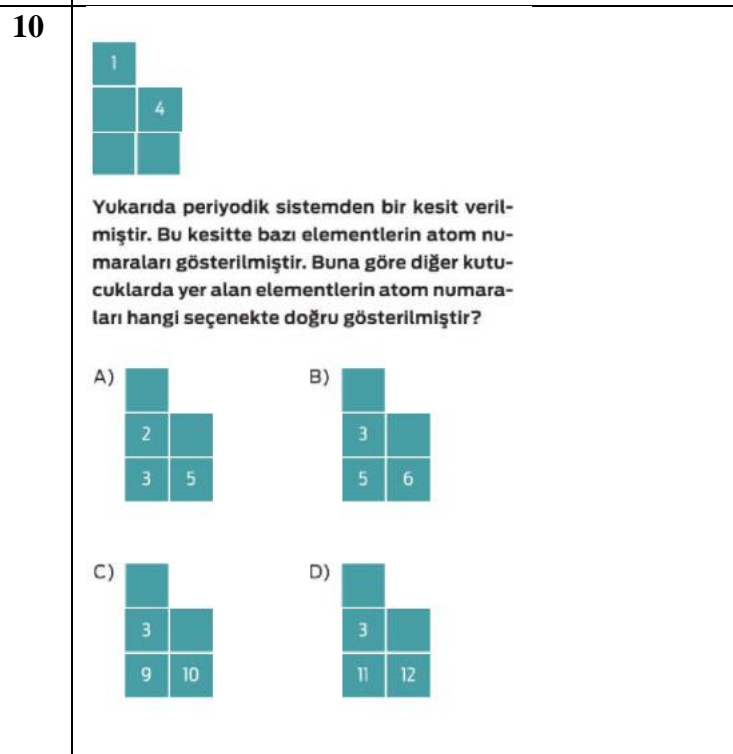 10
1
4
Yukarıda periyodik sistemden bir kesit veril-
miştir. Bu kesitte bazı elementlerin atom nu-
maraları gösterilmiştir. Buna göre diğer kutu-
cuklarda yer alan elementlerin atom numara-
ları hangi seçenekte doğru gösterilmiştir?
A)
2
3 5
B)
3
5 6
C)
3
9 10
D)
3
11 12